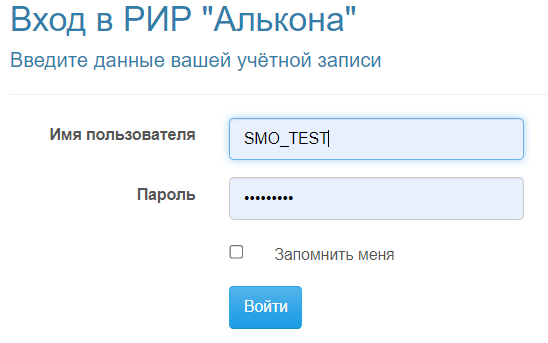 Вход в РИР "Алькона"
Введите данные вашей учётной записи
Имя пользователя SMO_TEST
Пароль •••••••••
Запомнить меня
Войти